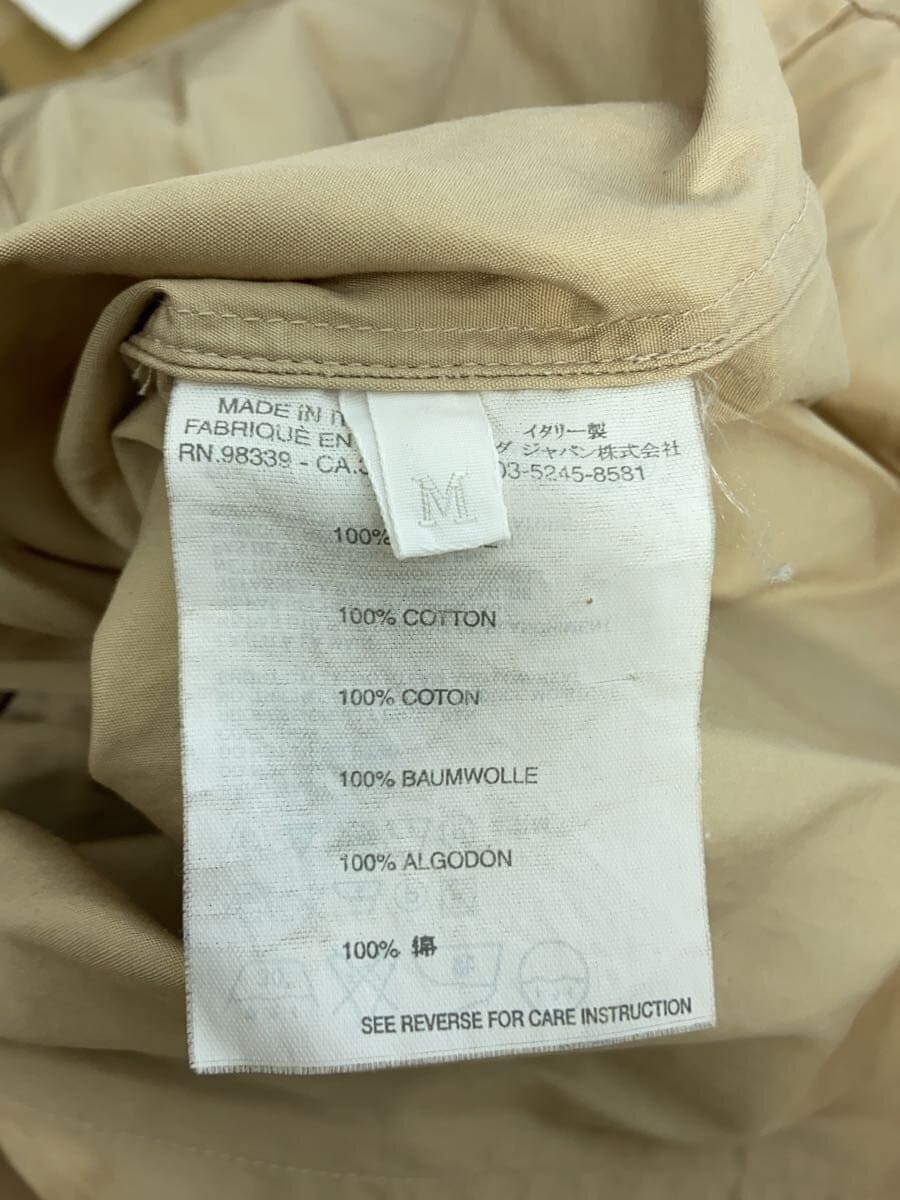 MADE IN
イタリー製
FABRIQUÈ EN
ジャパン株式会社
RN.98339 - CA.
03-5245-8581
M
100%
100% COTTON
100% COTON
100% BAUMWOLLE
100% ALGODÓN
100% 綿
SEE REVERSE FOR CARE INSTRUCTION